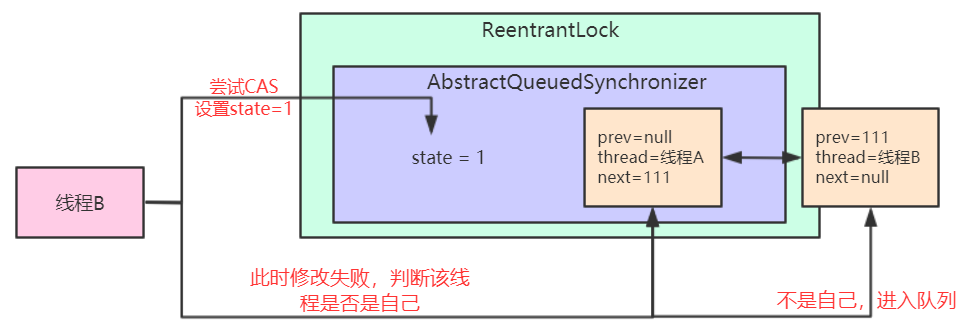 ReentrantLock
AbstractQueuedSynchronizer
尝试CAS
设置state=1
state = 1
prev=null
thread=线程A
next=111
prev=111
thread=线程B
next=null
线程B
此时修改失败，判断该线
程是否是自己
不是自己，进入队列